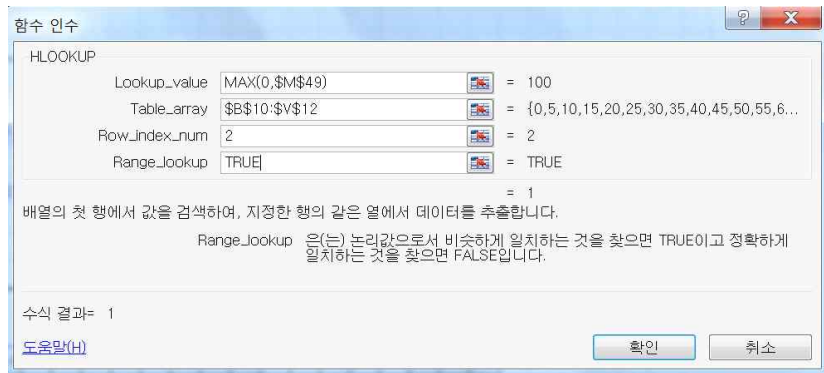 함수 인수
HLOOKUP
Lookup_value MAX(0,$M$49) = 100
Table_array $B$10:$V$12 = {0,5,10,15,20,25,30,35,40,45,50,55,6...
Row_index_num 2 = 2
Range_lookup TRUE = TRUE
= 1
배열의 첫 행에서 값을 검색하여, 지정한 행의 같은 열에서 데이터를 추출합니다.
Range_lookup 은(는) 논리값으로서 비슷하게 일치하는 것을 찾으면 TRUE이고 정확하게
일치하는 것을 찾으면 FALSE입니다.
수식 결과= 1
도움말(H)
확인 취소